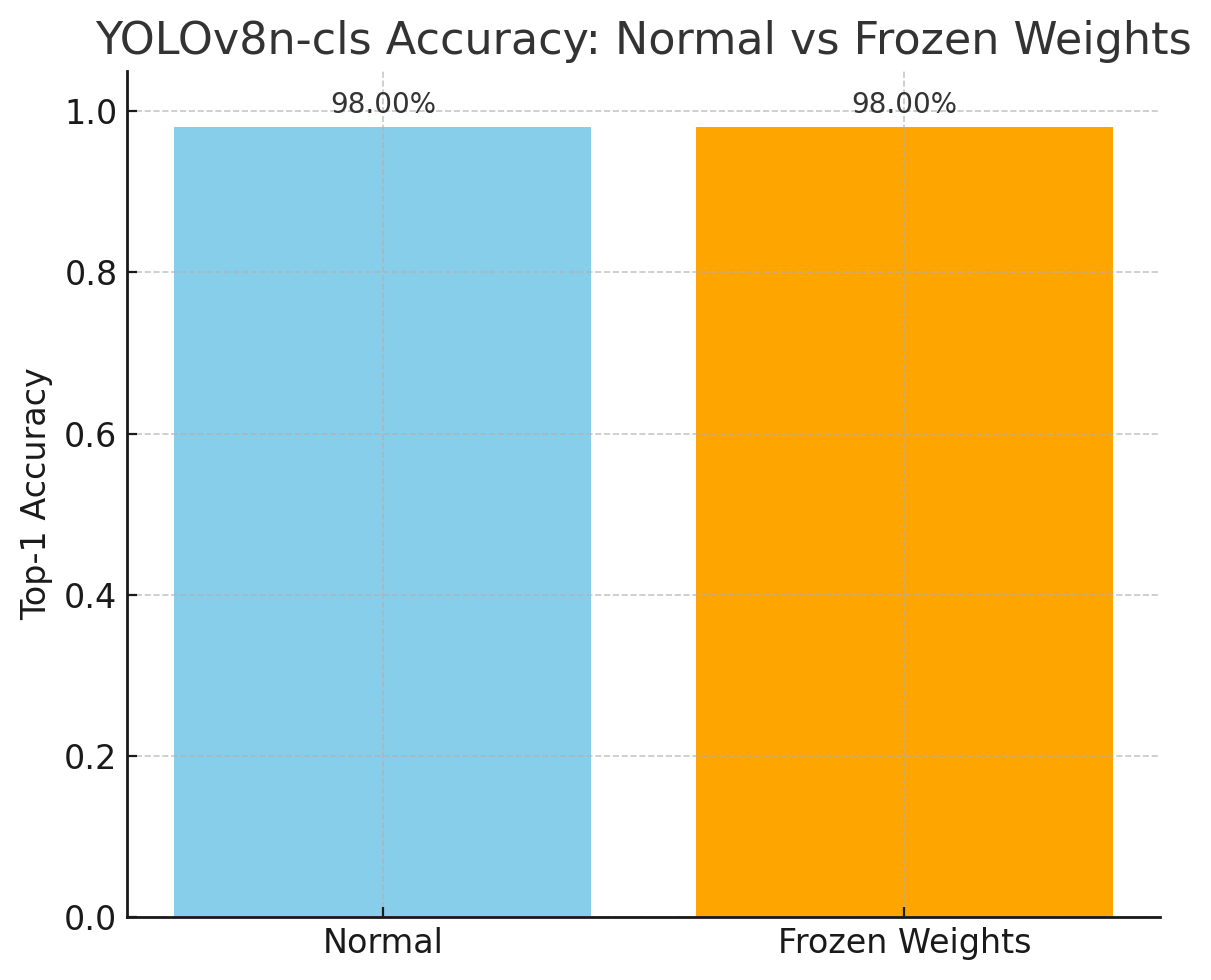 YOLOv8n-cls Accuracy: Normal vs Frozen Weights
98.00%
98.00%
1.0
0.8
0.6
0.4
0.2
0.0
Top-1 Accuracy
Normal
Frozen Weights